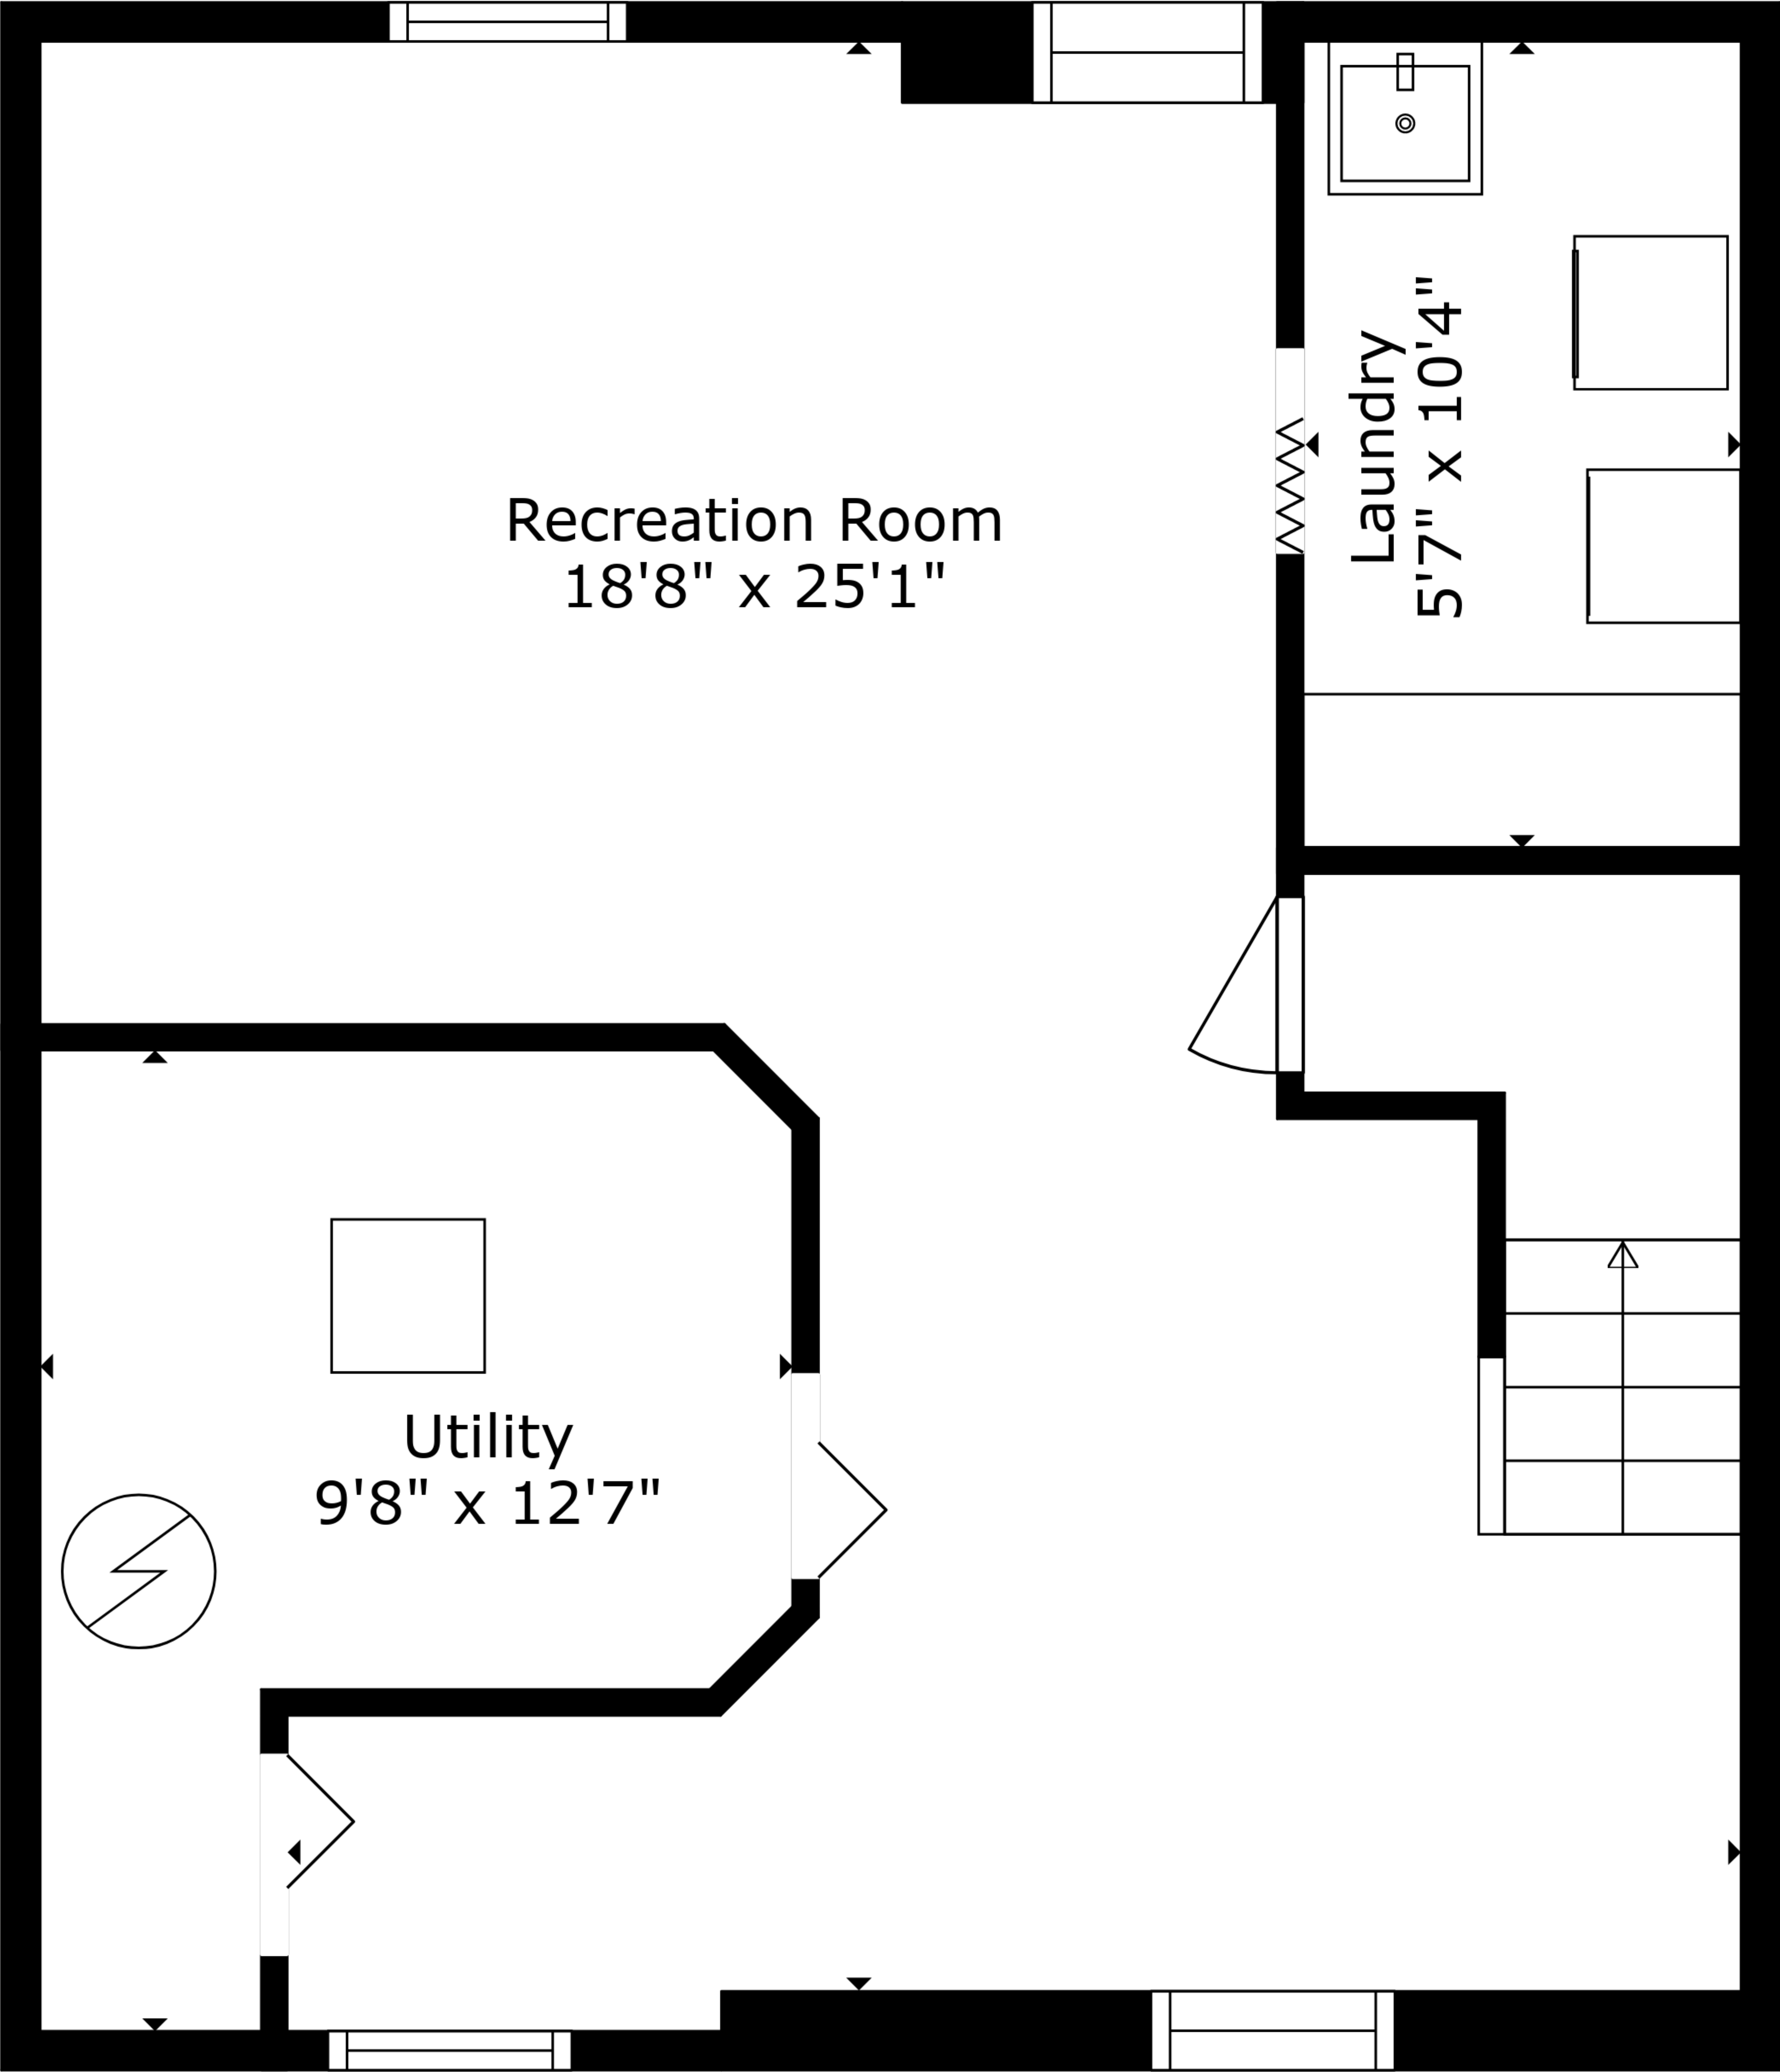 Recreation Room
18'8" x 25'1"
Laundry
5'7" x 10'4"
Utility
9'8" x 12'7"